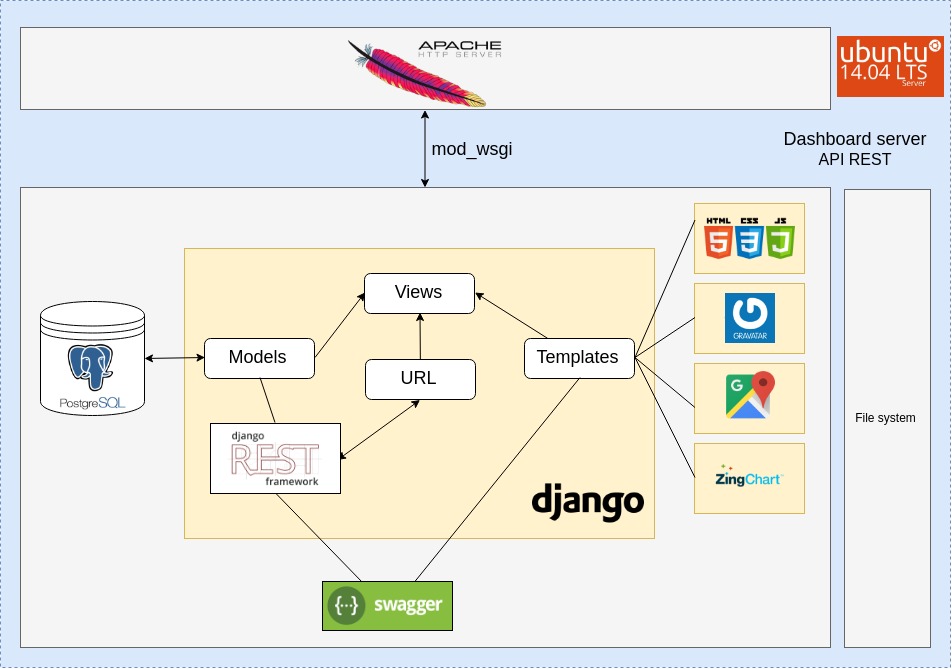 APACHE
HTTP SERVER
ubuntu
14.04 LTS
Server
mod_wsgi
Dashboard server
API REST
HTML CSS JS
5 3 J
Views
GRAVATAR
Models
Templates
URL
PostgreSQL
G
File system
django
REST
framework
ZingChart
django
{···} swagger